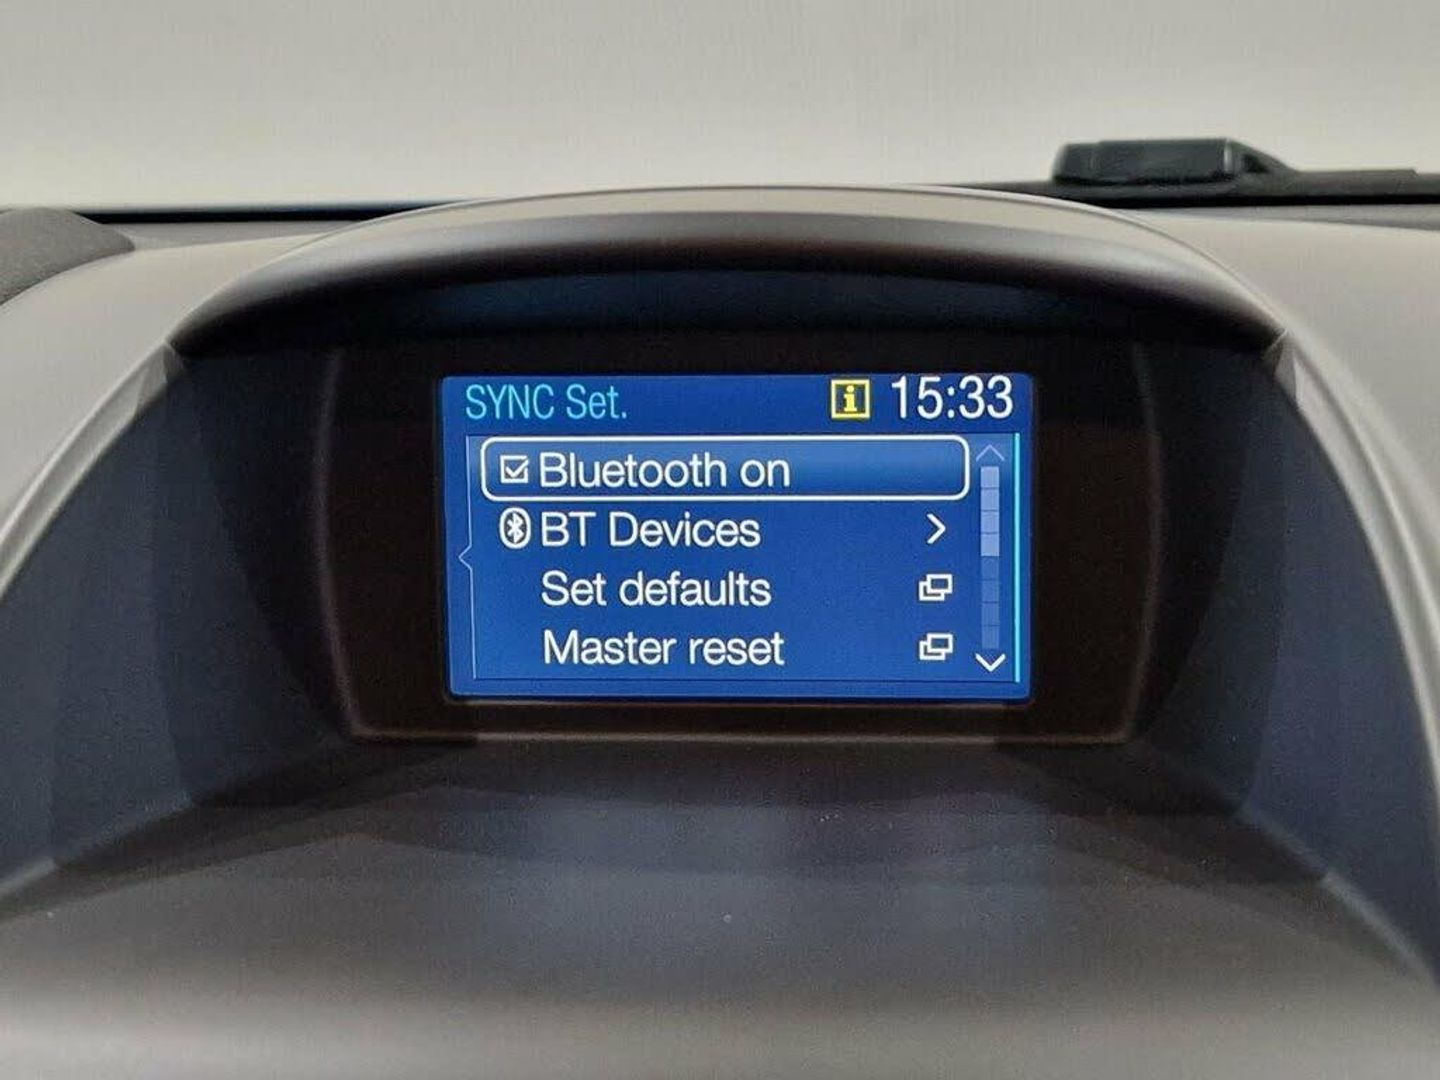 SYNC Set. i 15:33
Bluetooth on
BT Devices
Set defaults
Master reset